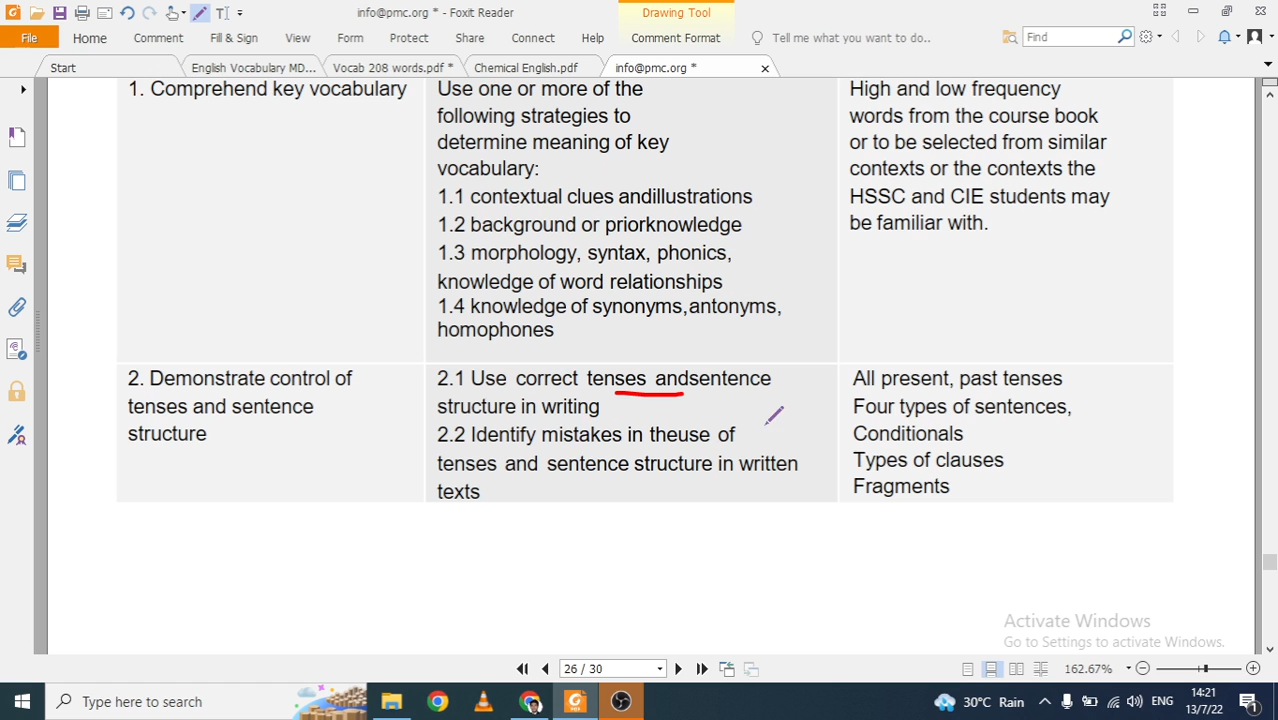 info@pmc.org * - Foxit Reader
Drawing Tool
File
Home
Comment
Fill & Sign
View
Form
Protect
Share
Connect
Help
Comment Format
Tell me what you want to do..
Find
Start
English Vocabulary MD...
Vocab 208 words.pdf *
Chemical English.pdf
info@pmc.org *
1. Comprehend key vocabulary
Use one or more of the
following strategies to
determine meaning of key
vocabulary:
1.1 contextual clues andillustrations
1.2 background or priorknowledge
1.3 morphology, syntax, phonics,
knowledge of word relationships
1.4 knowledge of synonyms,antonyms,
homophones
High and low frequency
words from the course book
or to be selected from similar
contexts or the contexts the
HSSC and CIE students may
be familiar with.
2. Demonstrate control of
tenses and sentence
structure
2.1 Use correct tenses andsentence
structure in writing
2.2 Identify mistakes in theuse of
tenses and sentence structure in written
texts
All present, past tenses
Four types of sentences,
Conditionals
Types of clauses
Fragments
Activate Windows
Go to Settings to activate Windows.
26 / 30
162.67%
Type here to search
30°C Rain
ENG
14:21
13/7/22
1